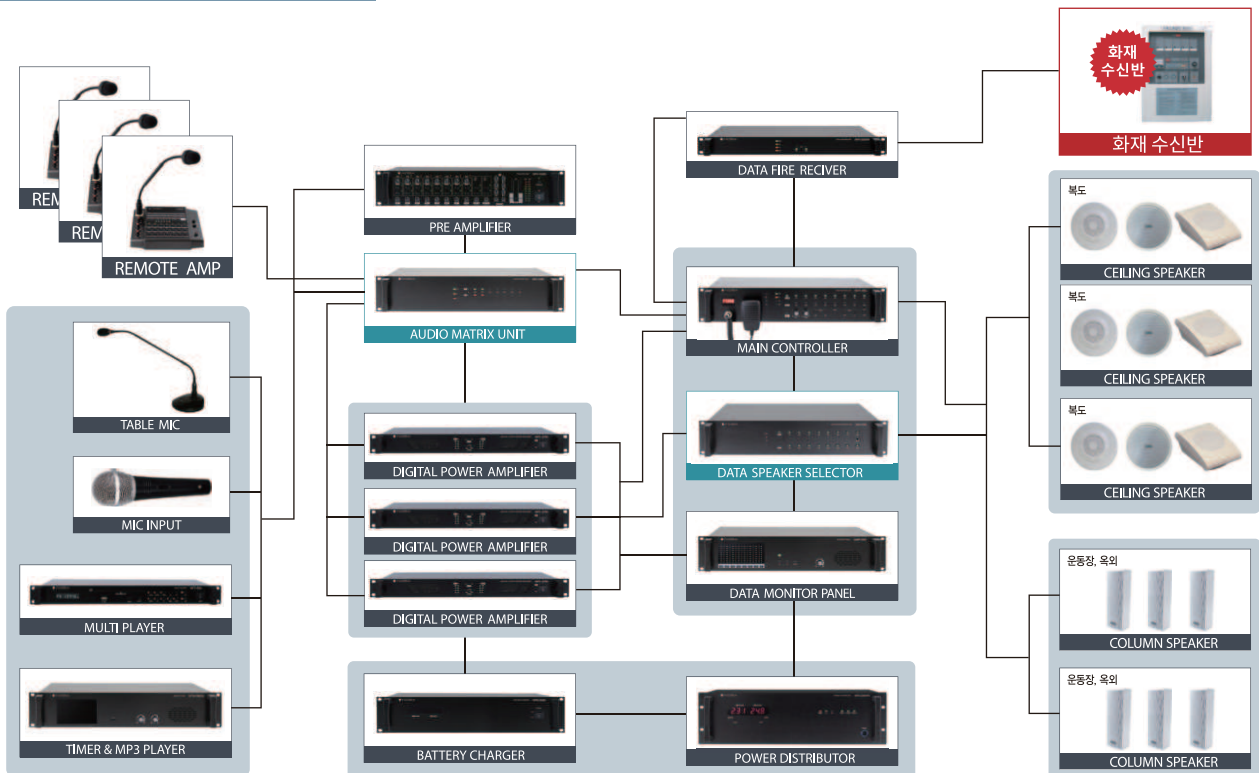 화재
수신반
화재 수신반
REM
REM
REMOTE AMP
PRE AMPLIFIER
DATA FIRE RECIVER
AUDIO MATRIX UNIT
MAIN CONTROLLER
복도
CEILING SPEAKER
복도
CEILING SPEAKER
복도
CEILING SPEAKER
TABLE MIC
MIC INPUT
MULTI PLAYER
TIMER & MP3 PLAYER
DIGITAL POWER AMPLIFIER
DIGITAL POWER AMPLIFIER
DIGITAL POWER AMPLIFIER
DATA SPEAKER SELECTOR
DATA MONITOR PANEL
운동장, 옥외
COLUMN SPEAKER
운동장, 옥외
COLUMN SPEAKER
BATTERY CHARGER
POWER DISTRIBUTOR